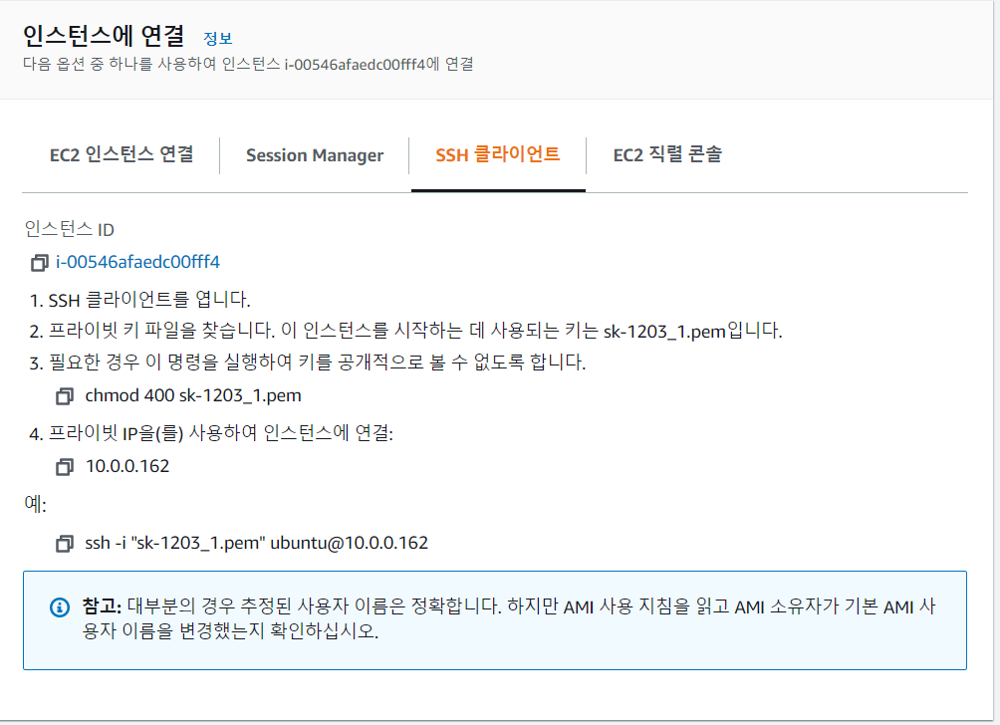 인스턴스에 연결 정보
다음 옵션 중 하나를 사용하여 인스턴스 i-00546afaedc00fff4에 연결
EC2 인스턴스 연결
Session Manager
SSH 클라이언트
EC2 직렬 콘솔
인스턴스 ID
i-00546afaedc00fff4
1. SSH 클라이언트를 엽니다.
2. 프라이빗 키 파일을 찾습니다. 이 인스턴스를 시작하는 데 사용되는 키는 sk-1203_1.pem입니다.
3. 필요한 경우 이 명령을 실행하여 키를 공개적으로 볼 수 없도록 합니다.
chmod 400 sk-1203_1.pem
4. 프라이빗 IP을(를) 사용하여 인스턴스에 연결:
10.0.0.162
예:
ssh -i "sk-1203_1.pem" ubuntu@10.0.0.162
참고: 대부분의 경우 추정된 사용자 이름은 정확합니다. 하지만 AMI 사용 지침을 읽고 AMI 소유자가 기본 AMI 사
용자 이름을 변경했는지 확인하십시오.